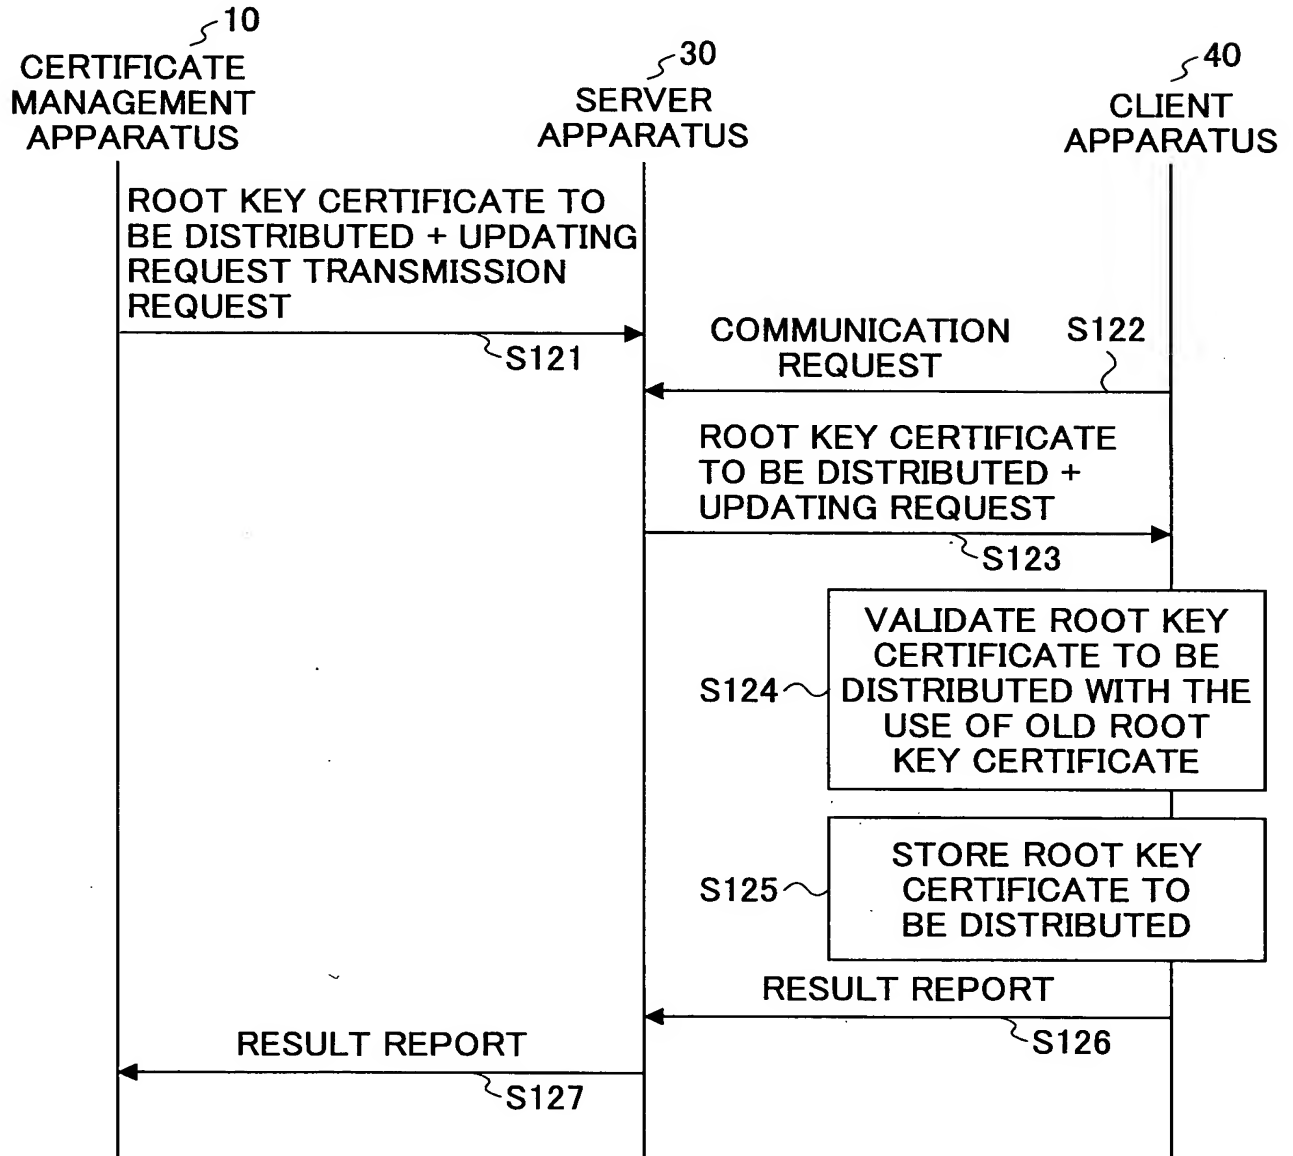 10
CERTIFICATE
MANAGEMENT
APPARATUS
30
SERVER
APPARATUS
40
CLIENT
APPARATUS
ROOT KEY CERTIFICATE TO
BE DISTRIBUTED + UPDATING
REQUEST TRANSMISSION
REQUEST
S121
COMMUNICATION
REQUEST
S122
ROOT KEY CERTIFICATE
TO BE DISTRIBUTED +
UPDATING REQUEST
S123
S124
VALIDATE ROOT KEY
CERTIFICATE TO BE
DISTRIBUTED WITH THE
USE OF OLD ROOT
KEY CERTIFICATE
S125
STORE ROOT KEY
CERTIFICATE TO
BE DISTRIBUTED
RESULT REPORT
S126
RESULT REPORT
S127